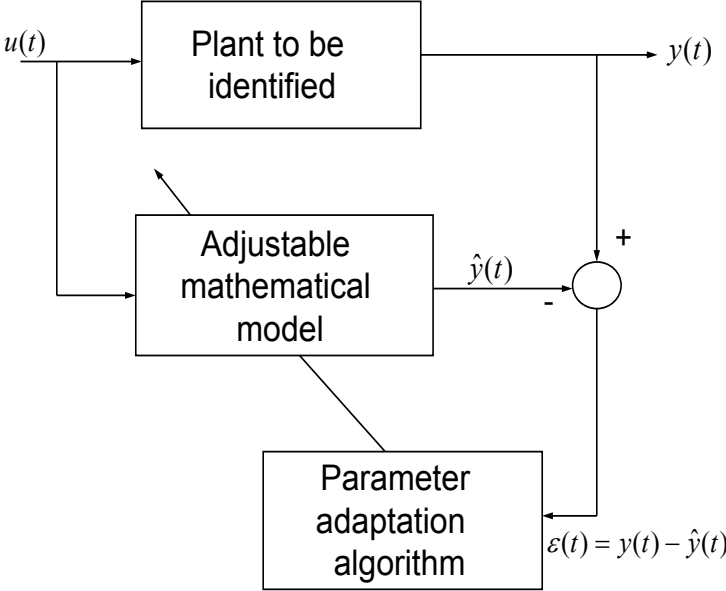 u(t)
Plant to be
identified
y(t)
+
Adjustable
mathematical
model
ŷ(t)
-
Parameter
adaptation
algorithm
ε(t) = y(t) − ŷ(t)